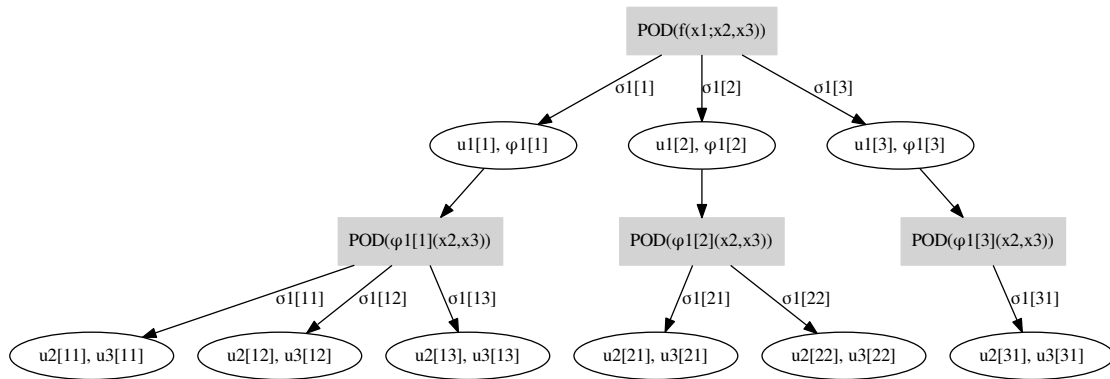 POD(f(x1;x2,x3))
σ1[1]
σ1[2]
σ1[3]
u1[1], φ1[1]
u1[2], φ1[2]
u1[3], φ1[3]
POD(φ1[1](x2,x3))
POD(φ1[2](x2,x3))
POD(φ1[3](x2,x3))
σ1[11]
σ1[12]
σ1[13]
σ1[21]
σ1[22]
σ1[31]
u2[11], u3[11]
u2[12], u3[12]
u2[13], u3[13]
u2[21], u3[21]
u2[22], u3[22]
u2[31], u3[31]